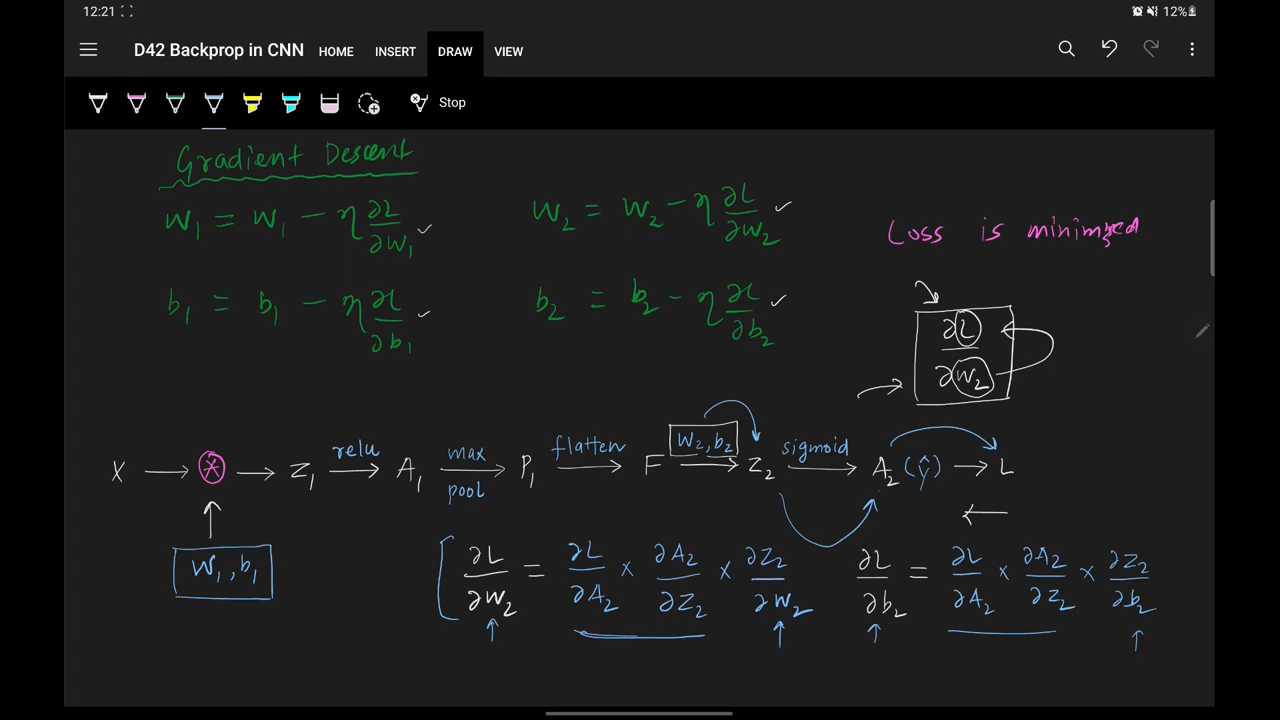 12:21 12%
D42 Backprop in CNN HOME INSERT DRAW VIEW
Stop
Gradient Descent
W₁ = W₁ − η ∂L/∂W₁
W₂ = W₂ − η ∂L/∂W₂
Loss is minimized
b₁ = b₁ − η ∂L/∂b₁
b₂ = b₂ − η ∂L/∂b₂
∂L/∂W₂
X → * → Z₁ relu → A₁ max pool → P₁ flatten → F W₂, b₂ → Z₂ sigmoid → A₂ (ŷ) → L
W₁, b₁
∂L/∂W₂ = ∂L/∂A₂ × ∂A₂/∂Z₂ × ∂Z₂/∂W₂
∂L/∂b₂ = ∂L/∂A₂ × ∂A₂/∂Z₂ × ∂Z₂/∂b₂